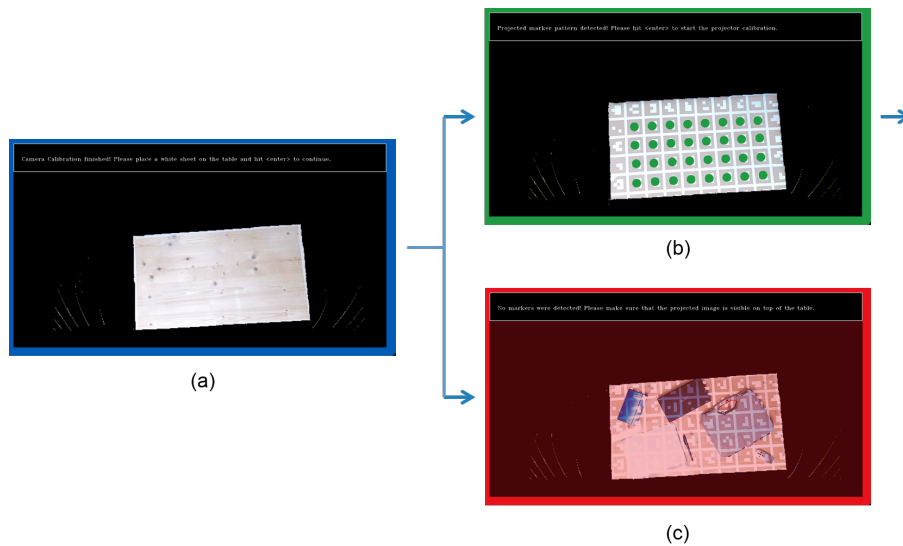 Projected marker pattern detected! Please hit <enter> to start the projector calibration.
Camera Calibration finished! Please place a white sheet on the table and hit <enter> to continue.
(b)
No markers were detected! Please make sure that the projected image is visible on top of the table.
(a)
(c)